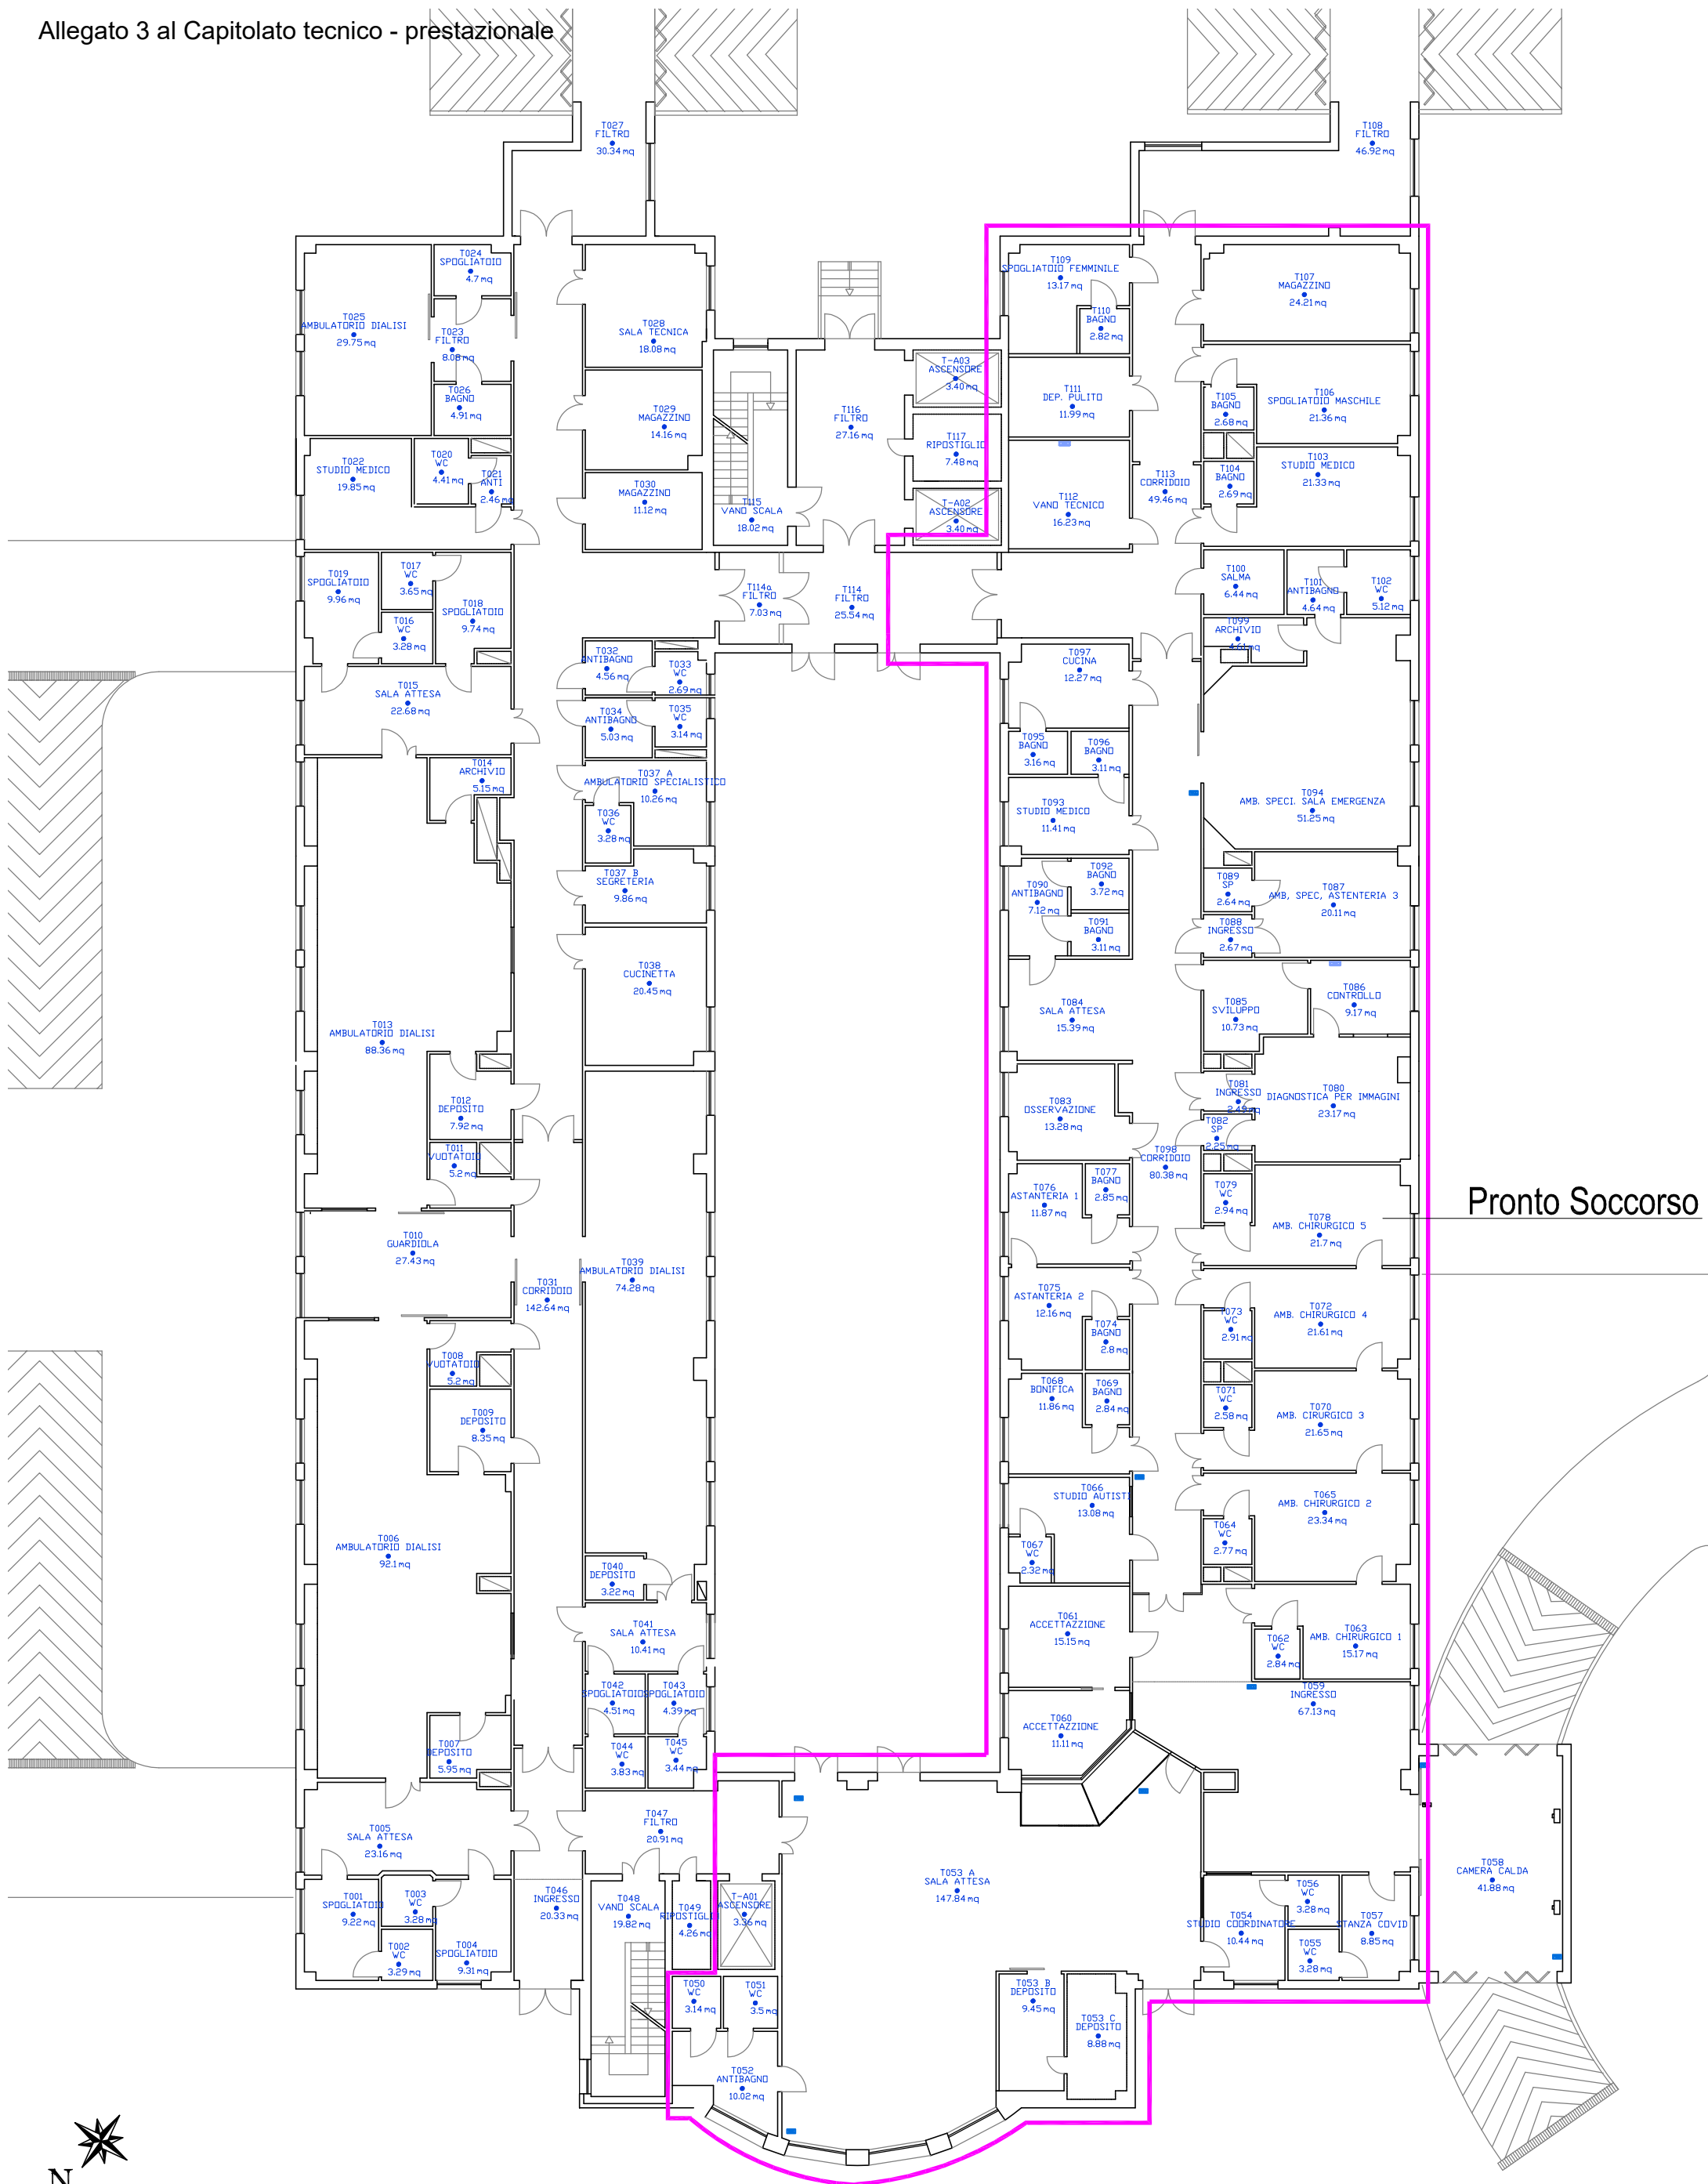 Allegato 3 al Capitolato tecnico - prestazionale
T027
FILTRO
30.34 mq
T108
FILTRO
46.92 mq
T024
SPOGLIATOIO
4.7 mq
T025
AMBULATORIO DIALISI
29.75 mq
T023
FILTRO
8.08 mq
T026
BAGNO
4.91 mq
T028
SALA TECNICA
18.08 mq
T029
MAGAZZINO
14.16 mq
T030
MAGAZZINO
11.12 mq
T022
STUDIO MEDICO
19.85 mq
T020
WC
4.41 mq
T021
ANTI
2.46 mq
T115
VANO SCALA
18.02 mq
T116
FILTRO
27.16 mq
T-A03
ASCENSORE
3.40 mq
T117
RIPOSTIGLIO
7.48 mq
T-A02
ASCENSORE
3.40 mq
T109
SPOGLIATOIO FEMMINILE
13.17 mq
T110
BAGNO
2.82 mq
T111
DEP. PULITO
11.99 mq
T112
VANO TECNICO
16.23 mq
T113
CORRIDOIO
49.46 mq
T107
MAGAZZINO
24.21 mq
T105
BAGNO
2.68 mq
T106
SPOGLIATOIO MASCHILE
21.36 mq
T104
BAGNO
2.69 mq
T103
STUDIO MEDICO
21.33 mq
T019
SPOGLIATOIO
9.96 mq
T017
WC
3.65 mq
T018
SPOGLIATOIO
9.74 mq
T016
WC
3.28 mq
T114a
FILTRO
7.03 mq
T114
FILTRO
25.54 mq
T100
SALMA
6.44 mq
T101
ANTIBAGNO
4.64 mq
T102
WC
5.12 mq
T099
ARCHIVIO
4.61 mq
T015
SALA ATTESA
22.68 mq
T032
ANTIBAGNO
4.56 mq
T033
WC
2.69 mq
T034
ANTIBAGNO
5.03 mq
T035
WC
3.14 mq
T097
CUCINA
12.27 mq
T095
BAGNO
3.16 mq
T096
BAGNO
3.11 mq
T014
ARCHIVIO
5.15 mq
T037 A
AMBULATORIO SPECIALISTICO
10.26 mq
T036
WC
3.28 mq
T093
STUDIO MEDICO
11.41 mq
T094
AMB. SPECI. SALA EMERGENZA
51.25 mq
T037 B
SEGRETERIA
9.86 mq
T090
ANTIBAGNO
7.12 mq
T092
BAGNO
3.72 mq
T091
BAGNO
3.11 mq
T089
SP
2.64 mq
T087
AMB, SPEC, ASTENTERIA 3
20.11 mq
T088
INGRESSO
2.67 mq
T038
CUCINETTA
20.45 mq
T013
AMBULATORIO DIALISI
88.36 mq
T084
SALA ATTESA
15.39 mq
T085
SVILUPPO
10.73 mq
T086
CONTROLLO
9.17 mq
T012
DEPOSITO
7.92 mq
T083
OSSERVAZIONE
13.28 mq
T081
INGRESSO
2.49 mq
T080
DIAGNOSTICA PER IMMAGINI
23.17 mq
T082
SP
2.25 mq
T011
VUOTATOIO
5.2 mq
T098
CORRIDOIO
80.38 mq
T076
ASTANTERIA 1
11.87 mq
T077
BAGNO
2.85 mq
T079
WC
2.94 mq
T078
AMB. CHIRURGICO 5
21.7 mq
Pronto Soccorso
T010
GUARDIOLA
27.43 mq
T031
CORRIDOIO
142.64 mq
T039
AMBULATORIO DIALISI
74.28 mq
T075
ASTANTERIA 2
12.16 mq
T074
BAGNO
2.8 mq
T073
WC
2.91 mq
T072
AMB. CHIRURGICO 4
21.61 mq
T008
VUOTATOIO
5.2 mq
T009
DEPOSITO
8.35 mq
T068
BONIFICA
11.86 mq
T069
BAGNO
2.84 mq
T071
WC
2.58 mq
T070
AMB. CIRURGICO 3
21.65 mq
T006
AMBULATORIO DIALISI
92.1 mq
T066
STUDIO AUTISTI
13.08 mq
T067
WC
2.32 mq
T064
WC
2.77 mq
T065
AMB. CHIRURGICO 2
23.34 mq
T040
DEPOSITO
3.22 mq
T041
SALA ATTESA
10.41 mq
T061
ACCETTAZZIONE
15.15 mq
T062
WC
2.84 mq
T063
AMB. CHIRURGICO 1
15.17 mq
T042
SPOGLIATOIO
4.51 mq
T043
SPOGLIATOIO
4.39 mq
T059
INGRESSO
67.13 mq
T060
ACCETTAZZIONE
11.11 mq
T007
DEPOSITO
5.95 mq
T044
WC
3.83 mq
T045
WC
3.44 mq
T005
SALA ATTESA
23.16 mq
T047
FILTRO
20.91 mq
T053 A
SALA ATTESA
147.84 mq
T058
CAMERA CALDA
41.88 mq
T001
SPOGLIATOIO
9.22 mq
T003
WC
3.28 mq
T002
WC
3.29 mq
T004
SPOGLIATOIO
9.31 mq
T046
INGRESSO
20.33 mq
T048
VANO SCALA
19.82 mq
T049
RIPOSTIGLIO
4.26 mq
T-A01
ASCENSORE
3.36 mq
T054
STUDIO COORDINATORE
10.44 mq
T056
WC
3.28 mq
T055
WC
3.28 mq
T057
STANZA COVID
8.85 mq
T050
WC
3.14 mq
T051
WC
3.5 mq
T052
ANTIBAGNO
10.02 mq
T053 B
DEPOSITO
9.45 mq
T053 C
DEPOSITO
8.88 mq
N